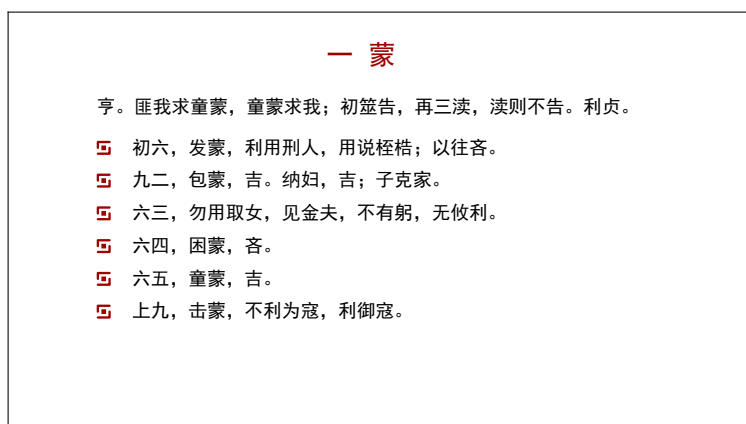 一 蒙
亨。匪我求童蒙，童蒙求我；初筮告，再三渎，渎则不告。利贞。
初六，发蒙，利用刑人，用说桎梏；以往吝。
九二，包蒙，吉。纳妇，吉；子克家。
六三，勿用取女，见金夫，不有躬，无攸利。
六四，困蒙，吝。
六五，童蒙，吉。
上九，击蒙，不利为寇，利御寇。